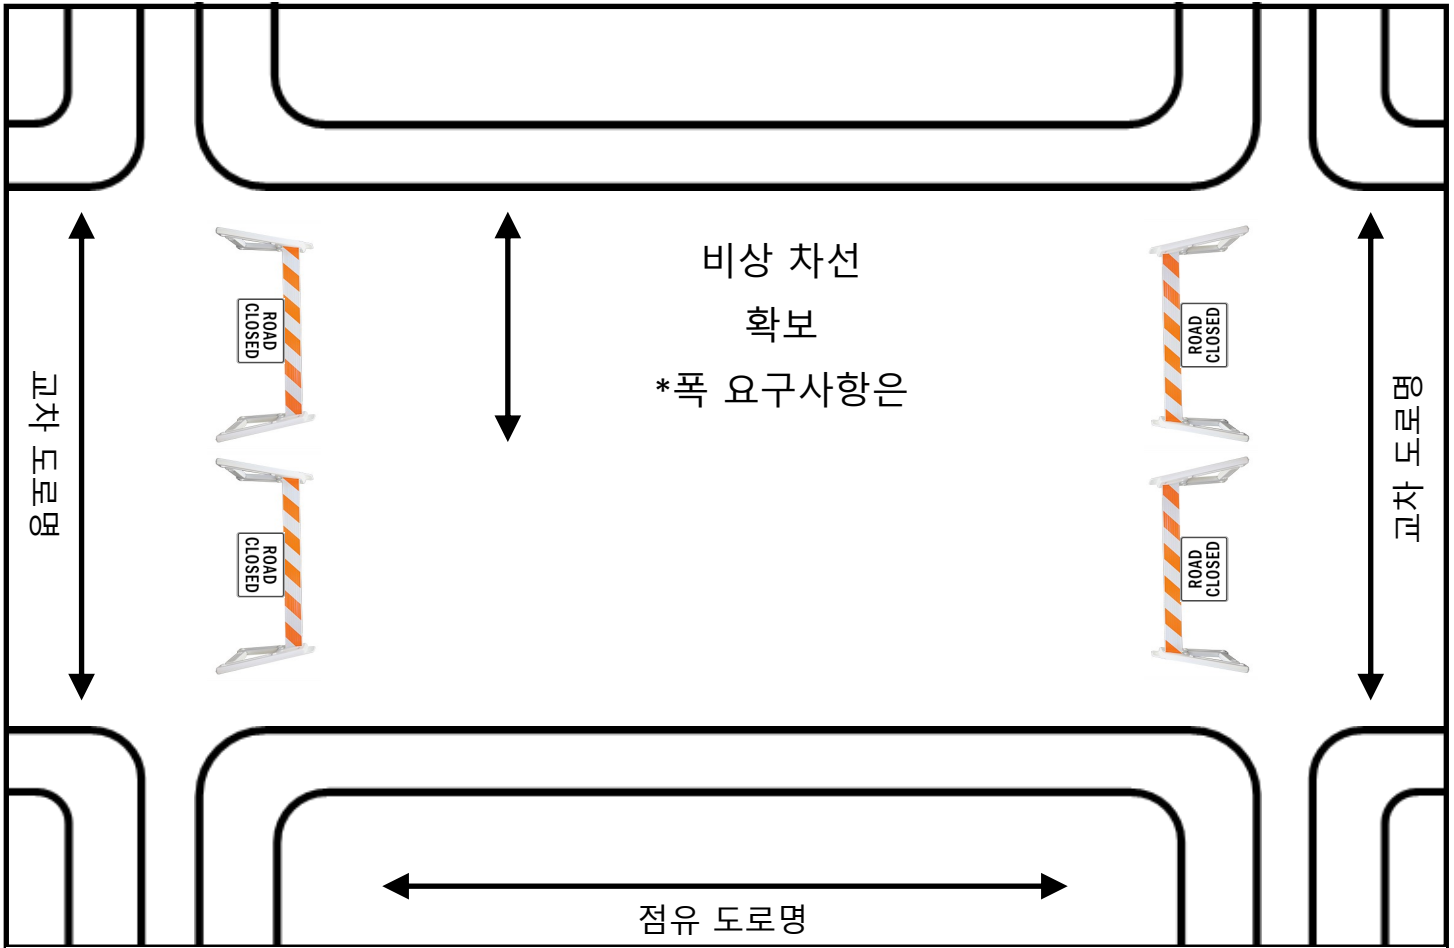 비상 차선
확보
*폭 요구사항은
ROAD
CLOSED
ROAD
CLOSED
ROAD
CLOSED
ROAD
CLOSED
교차 도로명
교차 도로명
점유 도로명